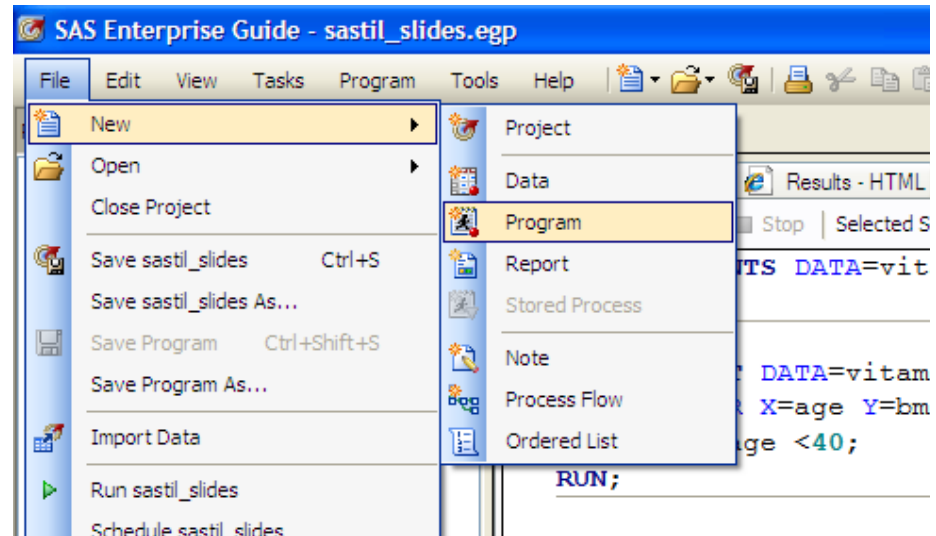 SAS Enterprise Guide - sastil_slides.egp
File Edit View Tasks Program Tools Help
New
Open
Close Project
Save sastil_slides Ctrl+S
Save sastil_slides As...
Save Program Ctrl+Shift+S
Save Program As...
Import Data
Run sastil_slides
Schedule sastil_slides
Project
Data
Program
Report
Stored Process
Note
Process Flow
Ordered List
Results - HTML
Stop Selected S
NTS DATA=vit
DATA=vitam
X=age Y=bm
ge <40;
RUN;